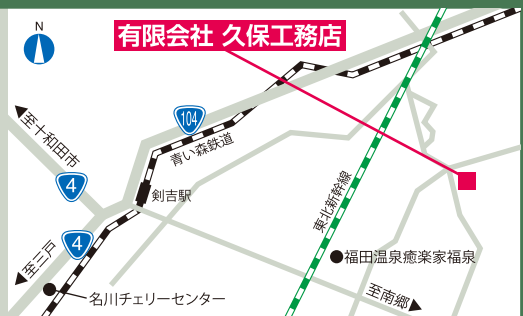 N
有限会社 久保工務店
104
至十和田市
青い森鉄道
4
剣吉駅
東北新幹線
4
至三戸
福田温泉癒楽家福泉
名川チェリーセンター
至南郷